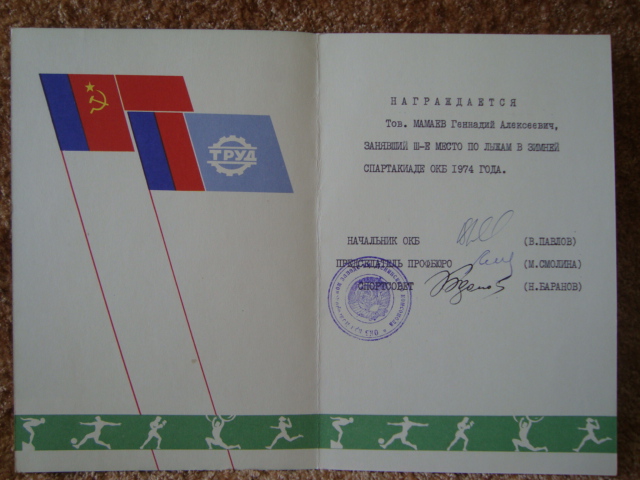 ТРУД
НАГРАЖДАЕТСЯ
Тов. МАМАЕВ Геннадий Алексеевич,
ЗАНЯВШИЙ Ш-Е МЕСТО ПО ЛЫЖАМ В ЗИМНЕЙ
СПАРТАКИАДЕ ОКБ 1974 ГОДА.
НАЧАЛЬНИК ОКБ (В.ПАВЛОВ)
ПРЕДСЕДАТЕЛЬ ПРОФБЮРО (М.СМОЛИНА)
СПОРТСОВЕТ (Н.БАРАНОВ)